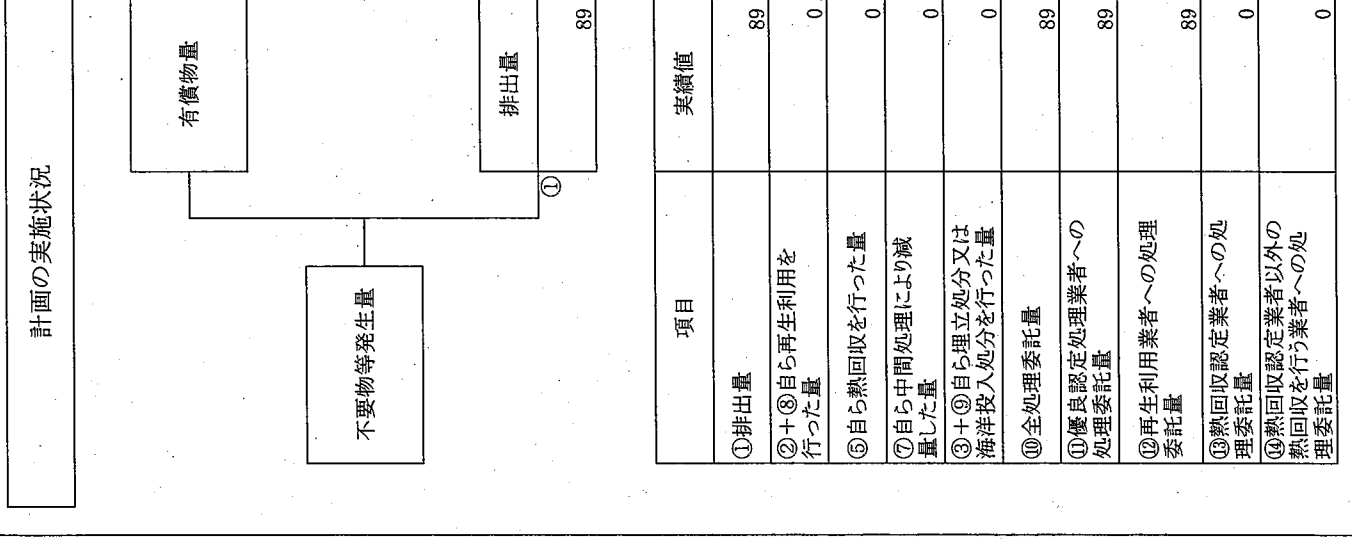 計画の実施状況
不要物等発生量
有償物量
排出量
①
89
項目
実績値
①排出量
89
②+⑧自ら再生利用を
行った量
0
⑤自ら熱回収を行った量
0
⑦自ら中間処理により減
量した量
0
③+⑨自ら埋立処分又は
海洋投入処分を行った量
0
⑩全処理委託量
89
⑪優良認定処理業者への
処理委託量
89
⑫再生利用業者への処理
委託量
89
⑬熱回収認定業者への処
理委託量
0
⑭熱回収認定業者以外の
熱回収を行う業者への処
理委託量
0